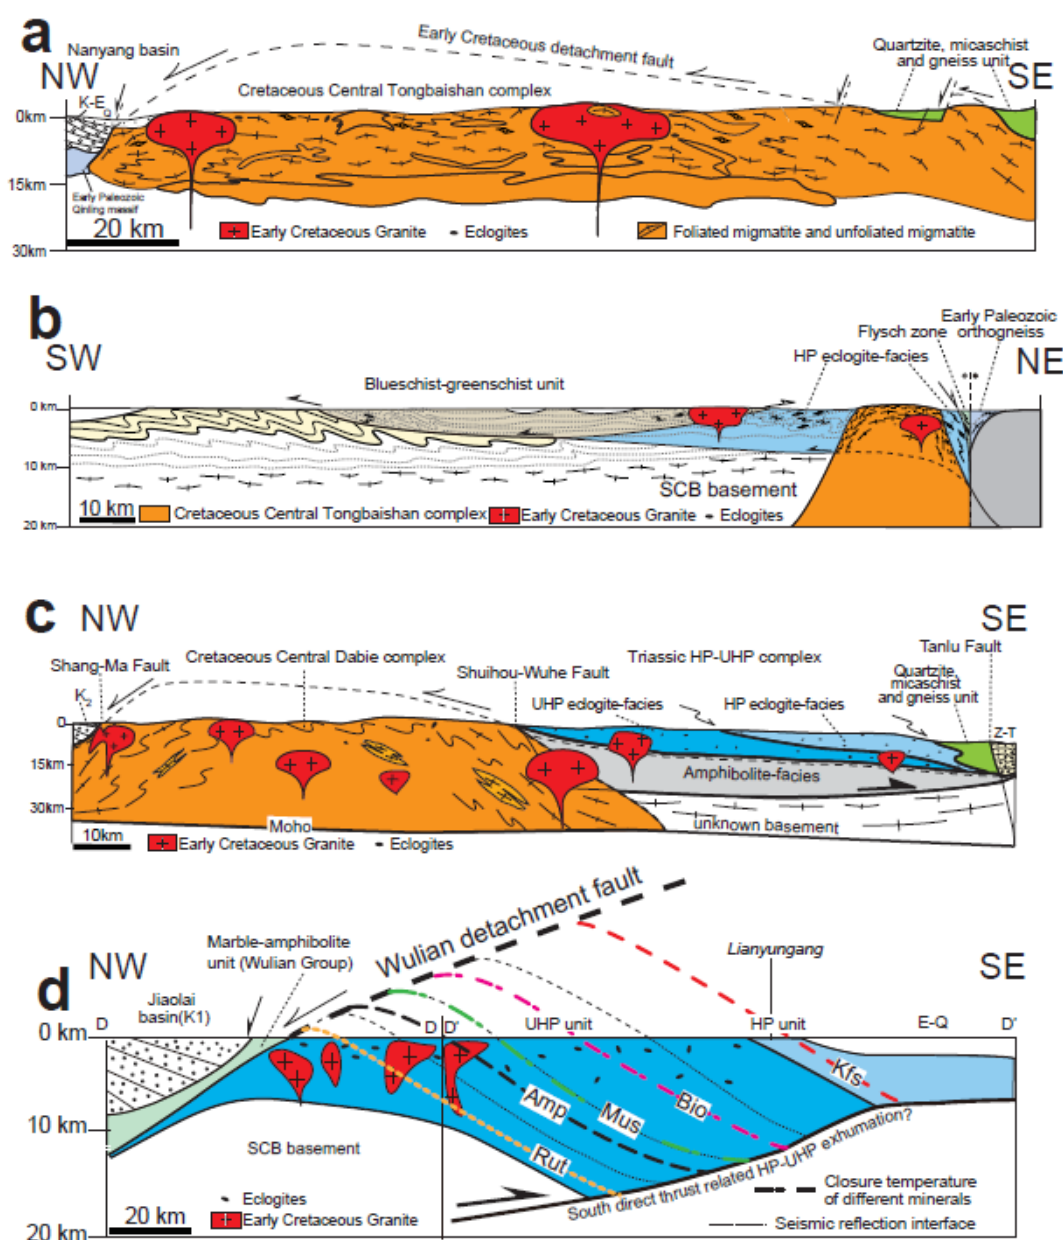 a
Early Cretaceous detachment fault
Quartzite, micaschist
and gneiss unit
Nanyang basin
NW
SE
K-E
Q
Cretaceous Central Tongbaishan complex
0km
15km
30km
Early Paleozoic
Qinling massif
20 km
Early Cretaceous Granite
Eclogites
Foliated migmatite and unfoliated migmatite
b
SW
NE
Early Paleozoic
orthogneiss
Flysch zone
HP eclogite-facies
Blueschist-greenschist unit
0 km
10 km
20 km
SCB basement
10 km
Cretaceous Central Tongbaishan complex
Early Cretaceous Granite
Eclogites
c
NW
SE
Tanlu Fault
Shang-Ma Fault
Cretaceous Central Dabie complex
Shuihou-Wuhe Fault
Triassic HP-UHP complex
Quartzite,
micaschist
and gneiss unit
K2
UHP eclogite-facies
HP eclogite-facies
Z-T
0
15km
30km
Amphibolite-facies
Moho
unknown basement
10km
Early Cretaceous Granite
Eclogites
Wulian detachment fault
d
NW
SE
Marble-amphibolite
unit (Wulian Group)
Lianyungang
Jiaolai
basin(K1)
0 km
D
D
D'
UHP unit
HP unit
E-Q
D'
10 km
20 km
Kfs
Bio
Mus
Amp
Rut
SCB basement
South direct thrust related HP-UHP exhumation?
Eclogites
Early Cretaceous Granite
20 km
Closure temperature
of different minerals
Seismic reflection interface